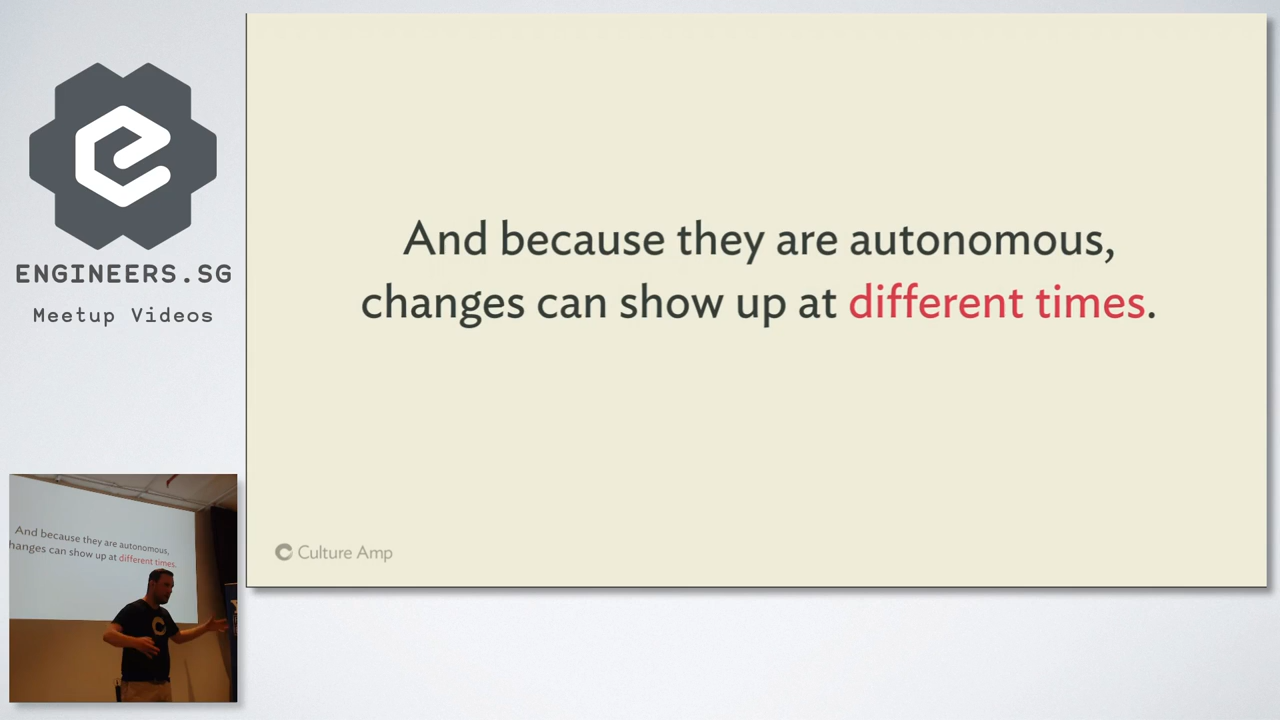 ENGINEERS.SG
Meetup Videos
And because they are autonomous,
changes can show up at different times.
Culture Amp
And because they are autonomous,
hanges can show up at different times.